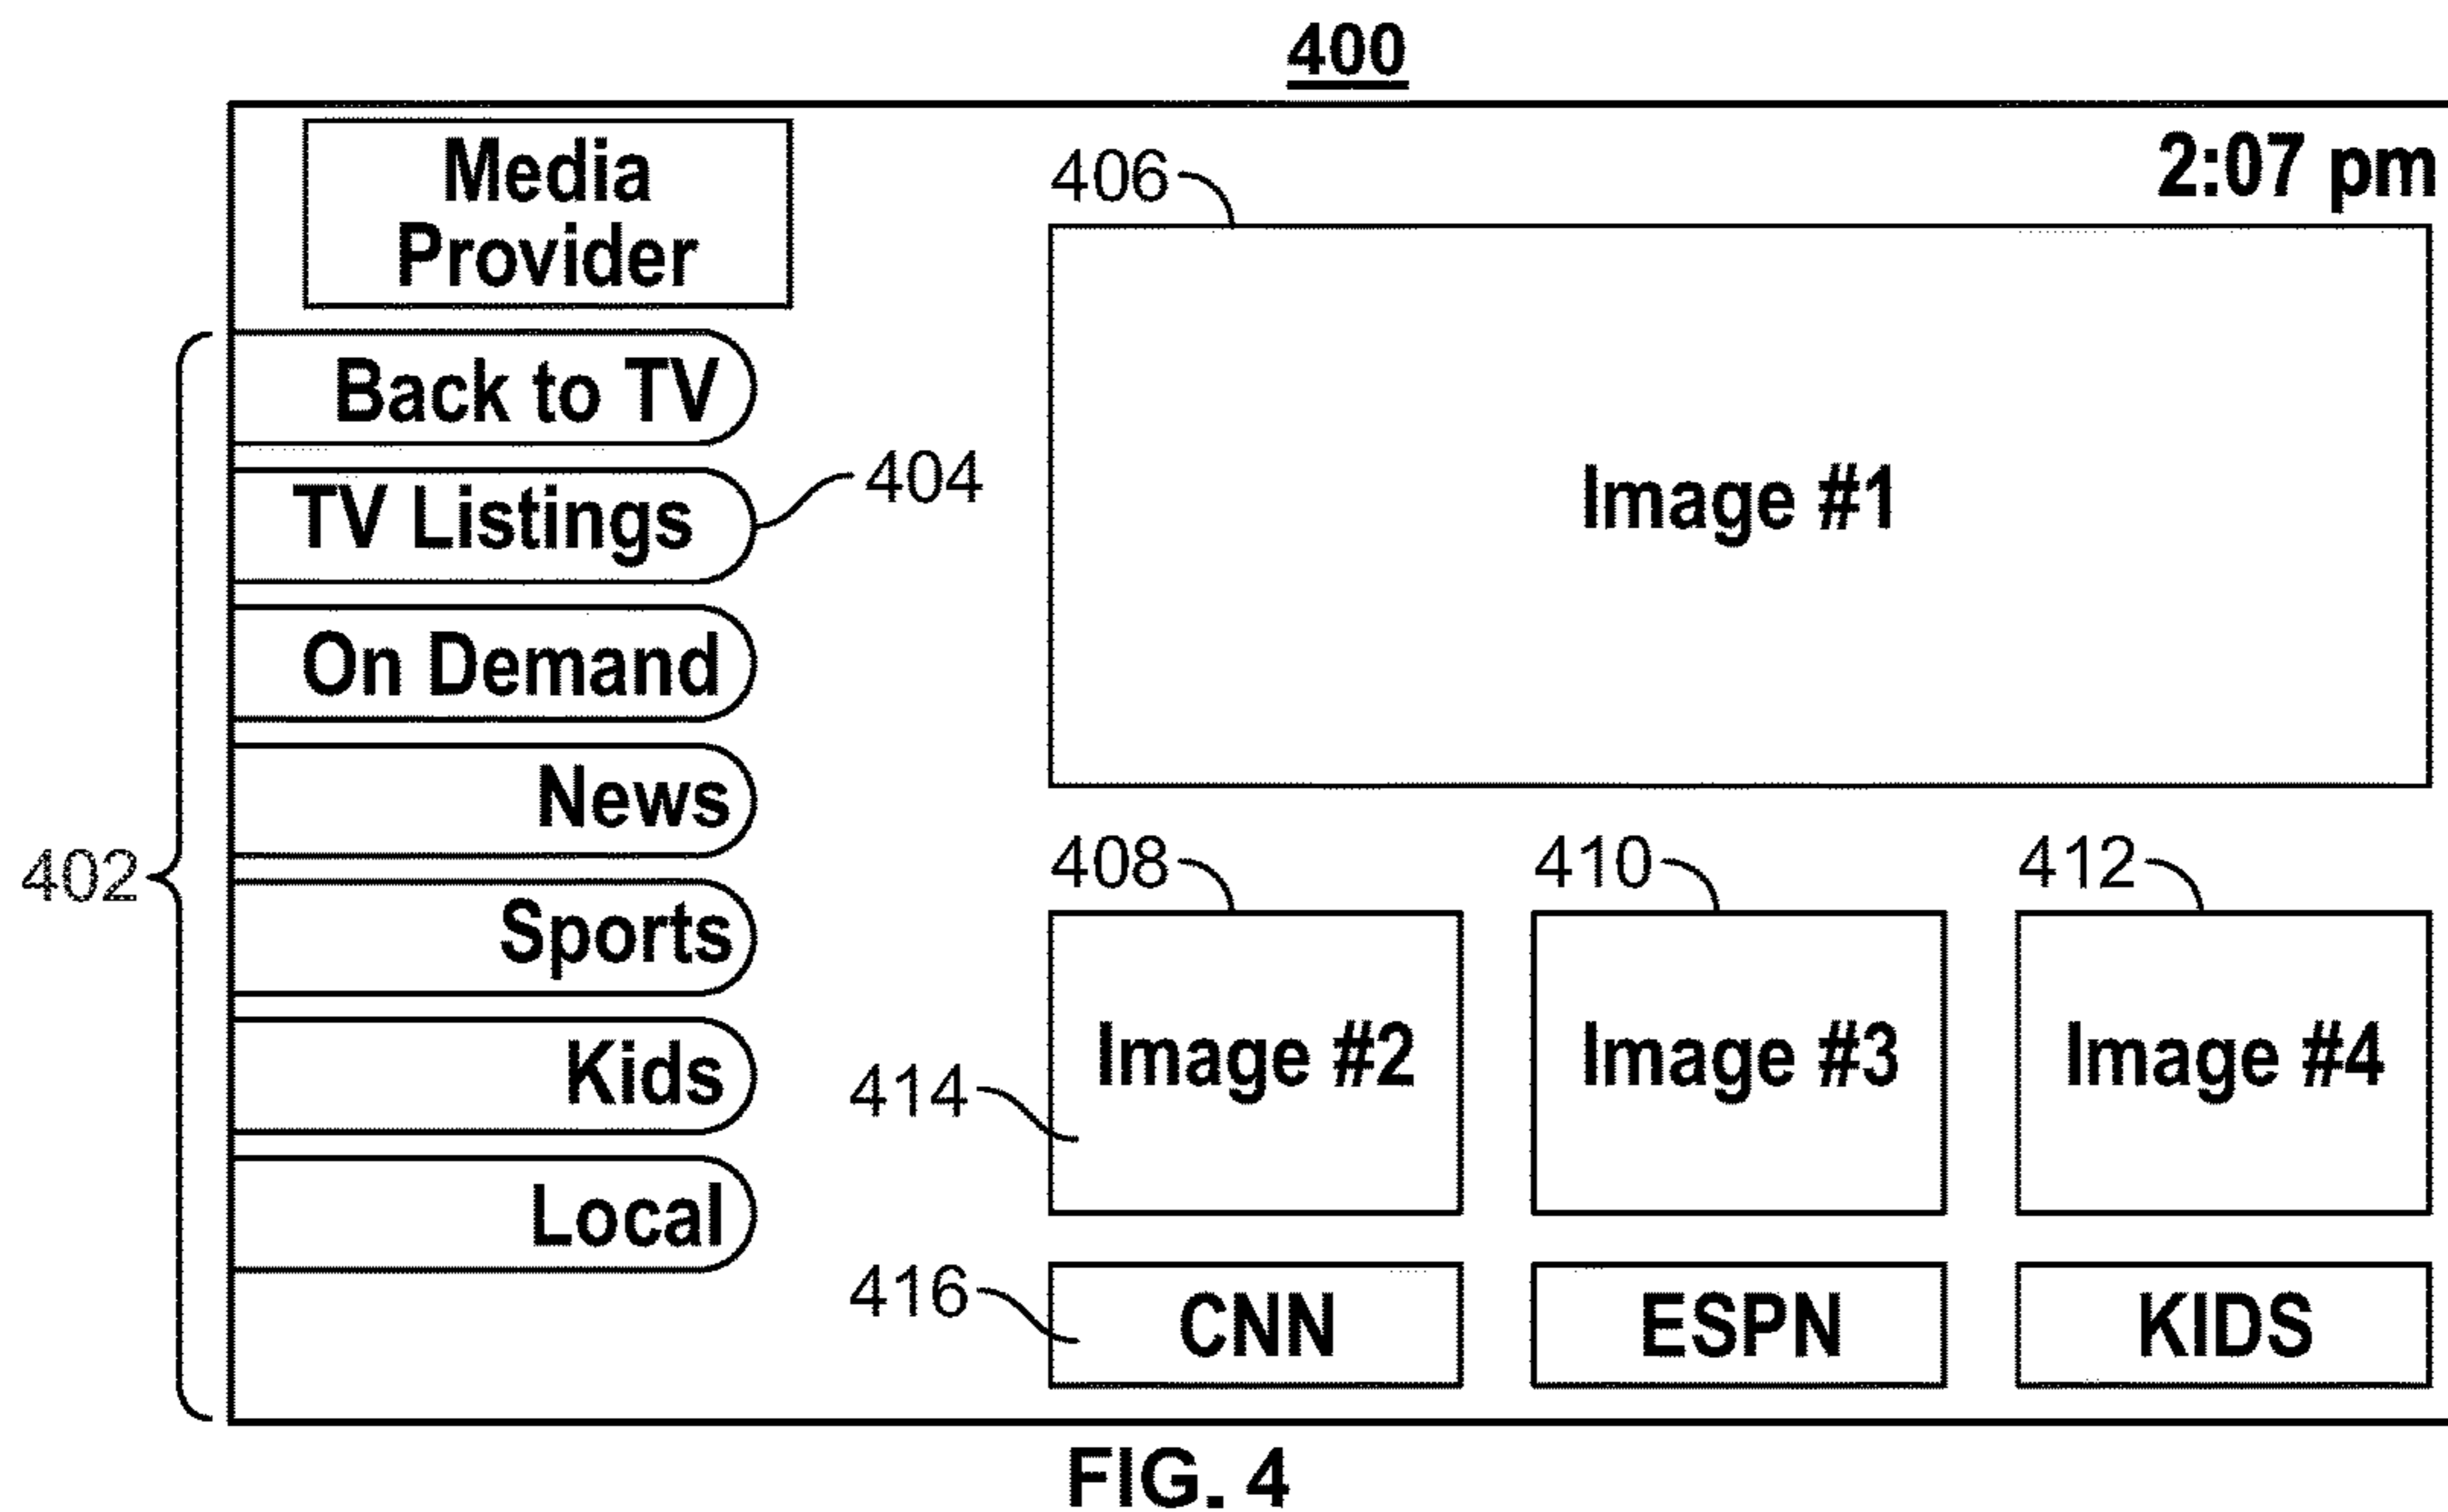 400
Media
Provider
2:07 pm
406
Back to TV
TV Listings
404
Image #1
On Demand
News
402
408
410
412
Sports
Kids
Local
Image #2
Image #3
Image #4
414
416
CNN
ESPN
KIDS
FIG. 4